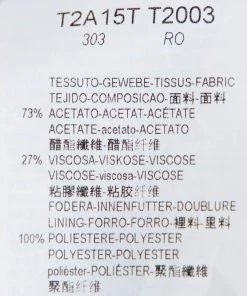 T2A15T T2003
303 RO
TESSUTO-GEWEBE-TISSUS-FABRIC
TEJIDO-COMPOSICAO-面料-面料
73% ACETATO-ACETAT-ACÉTATE
ACETATE-acetato-ACETATO
醋酯纖維-醋酯纤维
27% VISCOSA-VISKOSE-VISCOSE
VISCOSE-viscosa-VISCOSE
粘膠纖維-粘胶纤维
FODERA-INNENFUTTER-DOUBLURE
LINING-FORRO-FORRO-裡料-里料
100% POLIESTERE-POLYESTER
POLYESTER-POLYESTER
poliéster-POLIÉSTER-聚酯纖維
聚酯纤维